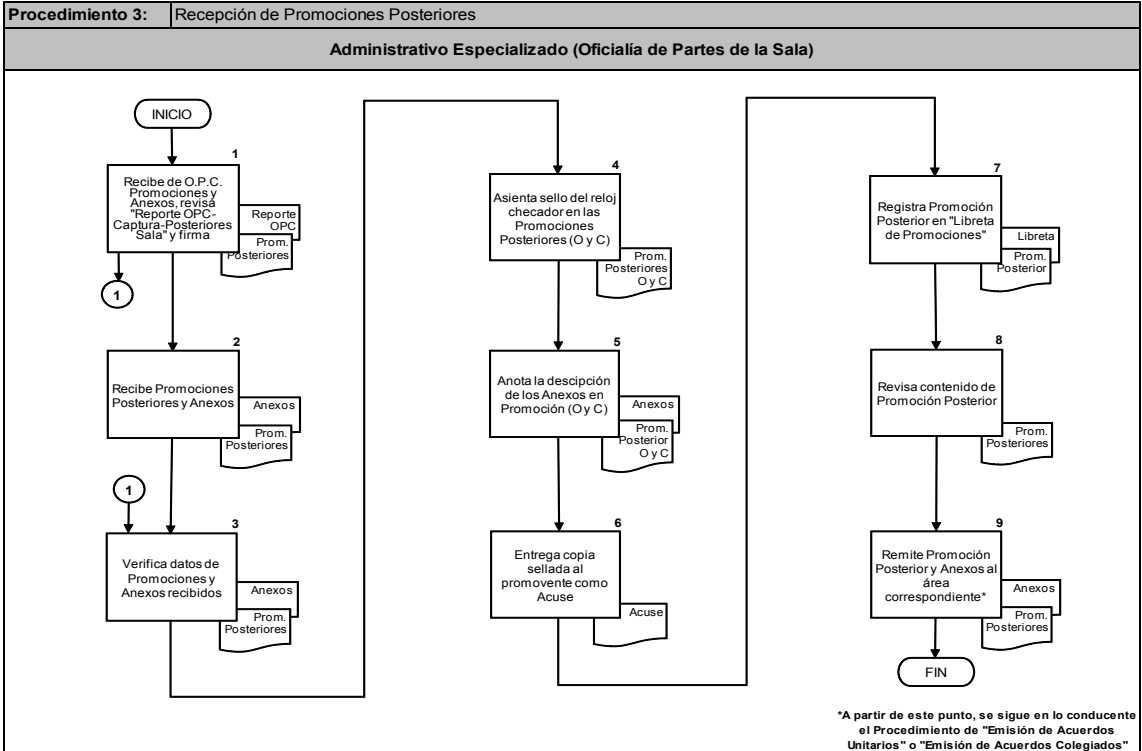 Procedimiento 3: Recepción de Promociones Posteriores
Administrativo Especializado (Oficialía de Partes de la Sala)
INICIO
1
Recibe de O.P.C.
Promociones y
Anexos, revisa
"Reporte OPC-
Captura-Posteriores
Sala" y firma
Reporte
OPC
Prom.
Posteriores
1
2
Recibe Promociones
Posteriores y Anexos
Anexos
Prom.
Posteriores
1
3
Verifica datos de
Promociones y
Anexos recibidos
Anexos
Prom.
Posteriores
4
Asienta sello del reloj
checador en las
Promociones
Posteriores (O y C)
Prom.
Posteriores
O y C
5
Anota la descipción
de los Anexos en
Promoción (O y C)
Anexos
Prom.
Posterior
O y C
6
Entrega copia
sellada al
promovente como
Acuse
Acuse
7
Registra Promoción
Posterior en "Libreta
de Promociones"
Libreta
Prom.
Posterior
8
Revisa contenido de
Promoción Posterior
Prom.
Posteriores
9
Remite Promoción
Posterior y Anexos al
área
correspondiente*
Anexos
Prom.
Posteriores
FIN
*A partir de este punto, se sigue en lo conducente
el Procedimiento de "Emisión de Acuerdos
Unitarios" o "Emisión de Acuerdos Colegiados"